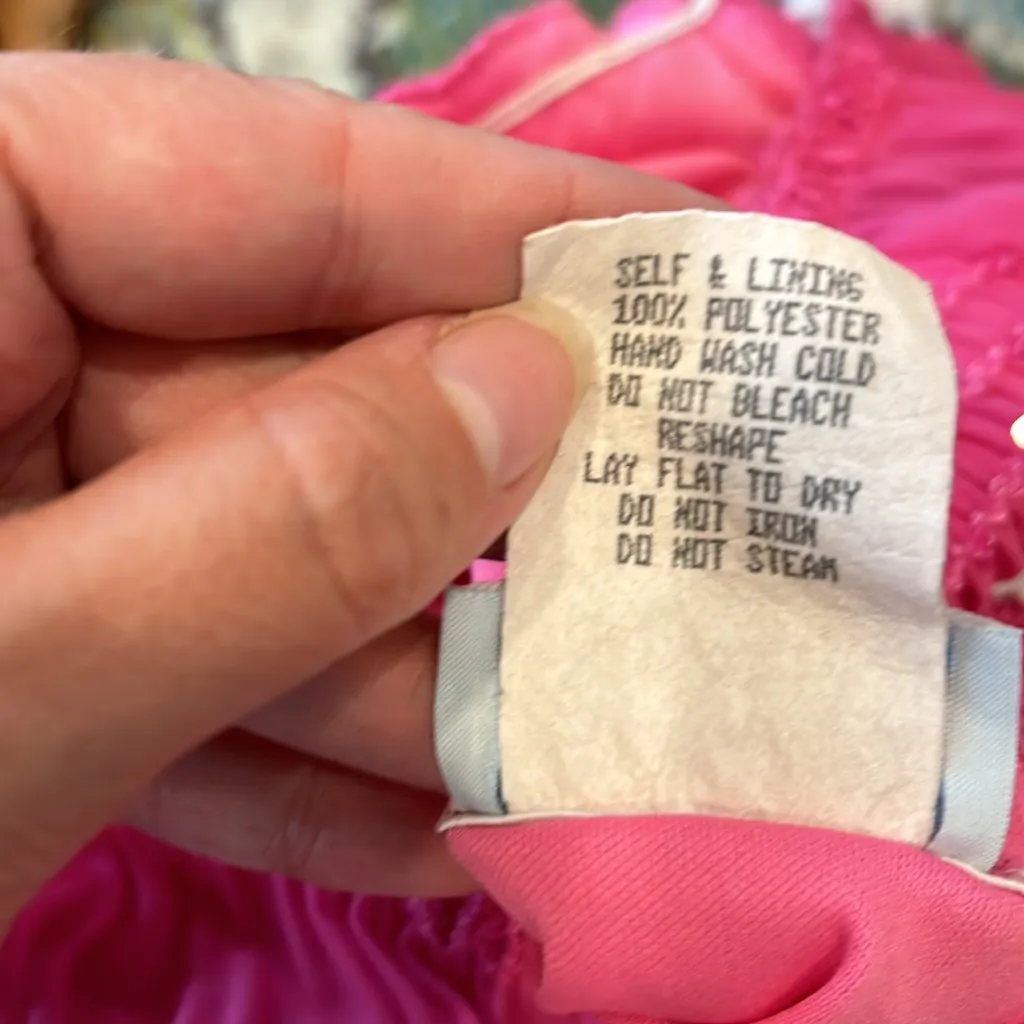 SELF & LINING
100% POLYESTER
HAND WASH COLD
DO NOT BLEACH
RESHAPE
LAY FLAT TO DRY
DO NOT IRON
DO NOT STEAM